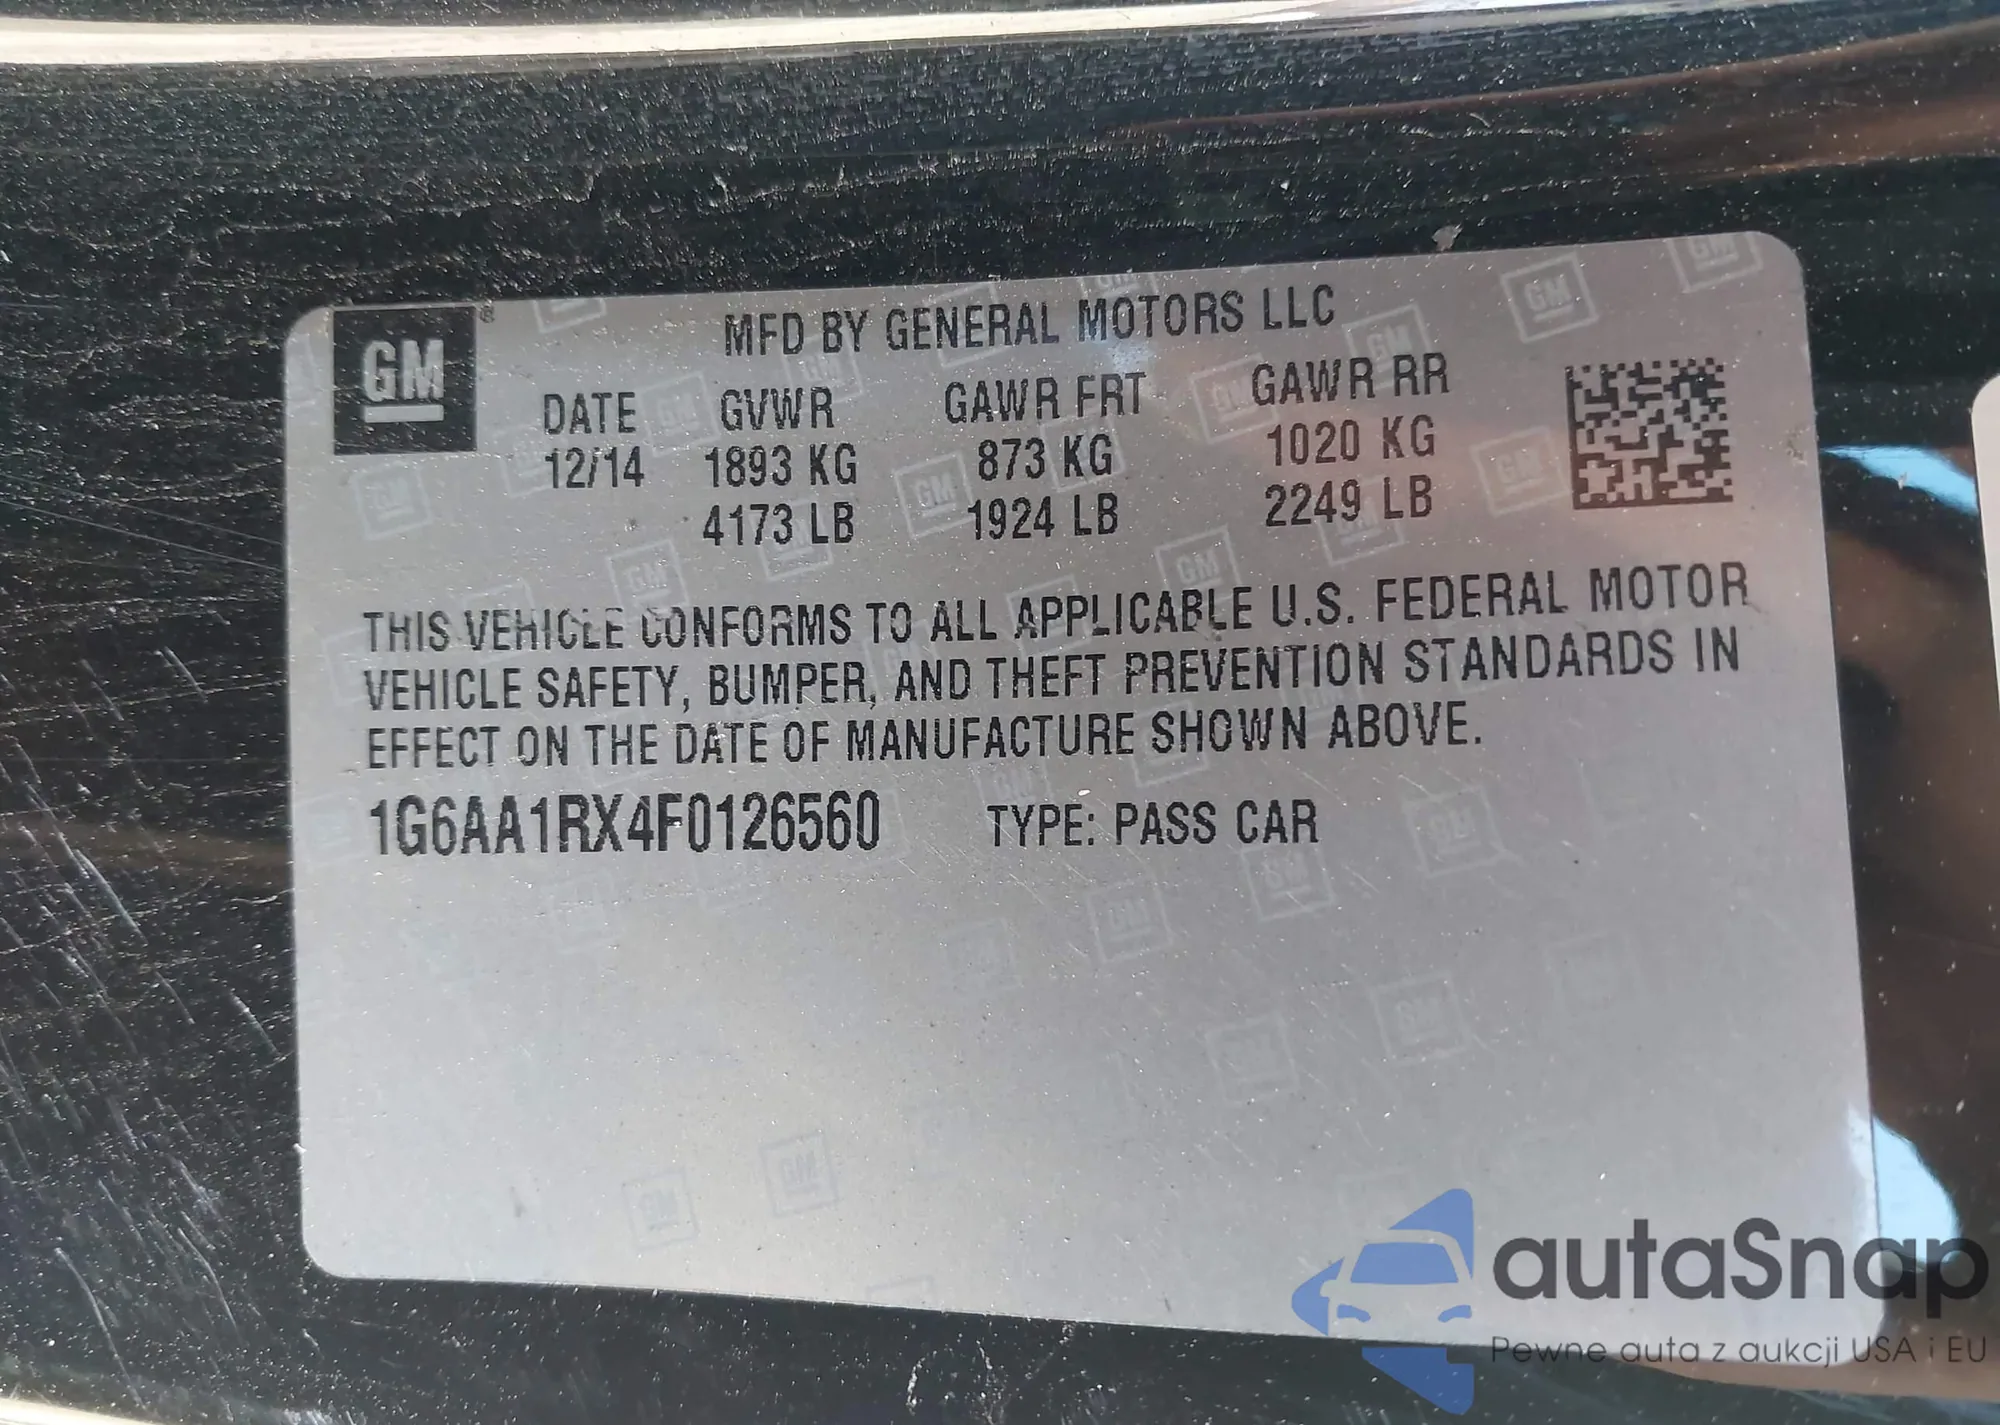 GM ®
MFD BY GENERAL MOTORS LLC
DATE GVWR GAWR FRT GAWR RR
12/14 1893 KG 873 KG 1020 KG
4173 LB 1924 LB 2249 LB
THIS VEHICLE CONFORMS TO ALL APPLICABLE U.S. FEDERAL MOTOR
VEHICLE SAFETY, BUMPER, AND THEFT PREVENTION STANDARDS IN
EFFECT ON THE DATE OF MANUFACTURE SHOWN ABOVE.
1G6AA1RX4F0126560 TYPE: PASS CAR
autaSnap
Pewne auta z aukcji USA i EU